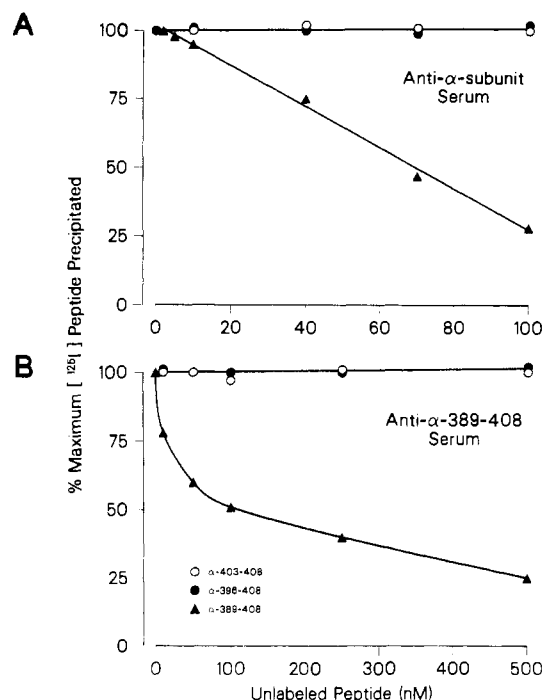 A
100
75
50
25
0
Anti-α-subunit
Serum
0 20 40 60 80 100
% Maximum [ ¹²⁵I ] Peptide Precipitated
B
100
75
50
25
0
Anti-α-389-408
Serum
α-403-408
α-396-408
α-389-408
0 100 200 300 400 500
Unlabeled Peptide (nM)